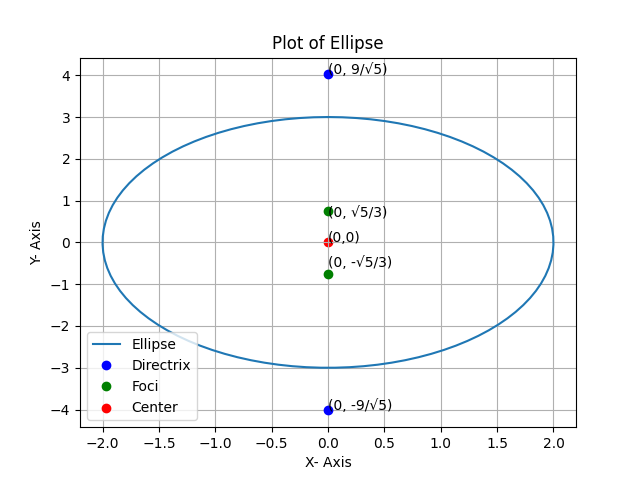 Plot of Ellipse
(0, 9/√5)
(0, √5/3)
(0,0)
(0, -√5/3)
(0, -9/√5)
4
3
2
1
0
−1
−2
−3
−4
Y- Axis
Ellipse
Directrix
Foci
Center
−2.0 −1.5 −1.0 −0.5 0.0 0.5 1.0 1.5 2.0
X- Axis